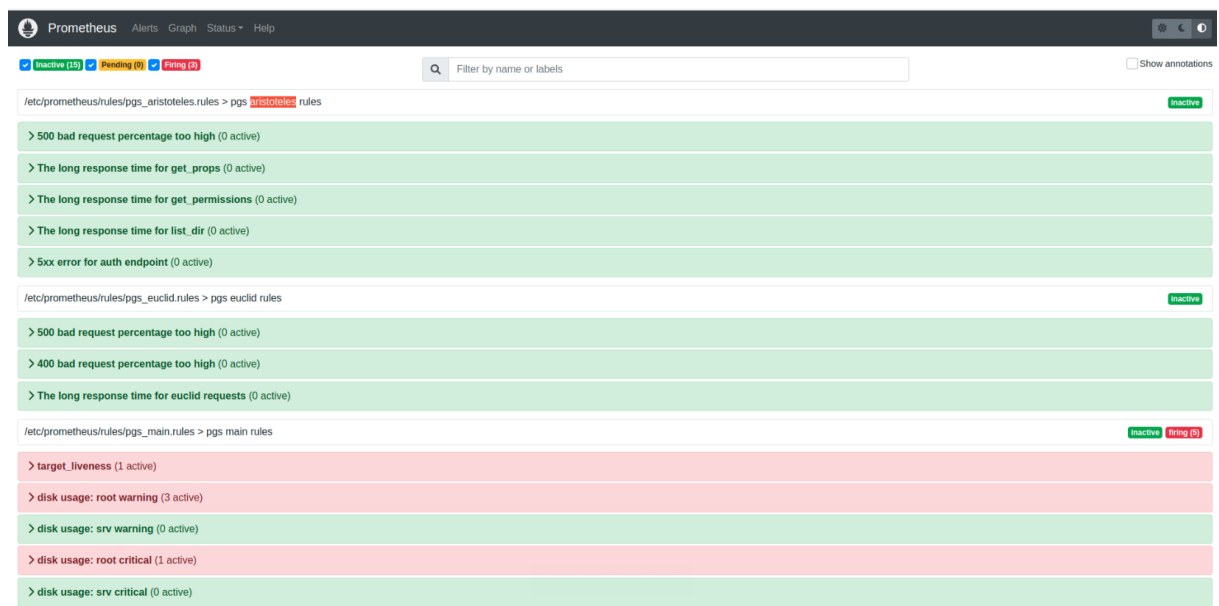 Prometheus Alerts Graph Status Help
Inactive (15) Pending (0) Firing (3) Filter by name or labels Show annotations
/etc/prometheus/rules/pgs_aristoteles.rules > pgs aristoteles rules inactive
500 bad request percentage too high (0 active)
The long response time for get_props (0 active)
The long response time for get_permissions (0 active)
The long response time for list_dir (0 active)
5xx error for auth endpoint (0 active)
/etc/prometheus/rules/pgs_euclid.rules > pgs euclid rules inactive
500 bad request percentage too high (0 active)
400 bad request percentage too high (0 active)
The long response time for euclid requests (0 active)
/etc/prometheus/rules/pgs_main.rules > pgs main rules inactive firing (5)
target_liveness (1 active)
disk usage: root warning (3 active)
disk usage: srv warning (0 active)
disk usage: root critical (1 active)
disk usage: srv critical (0 active)